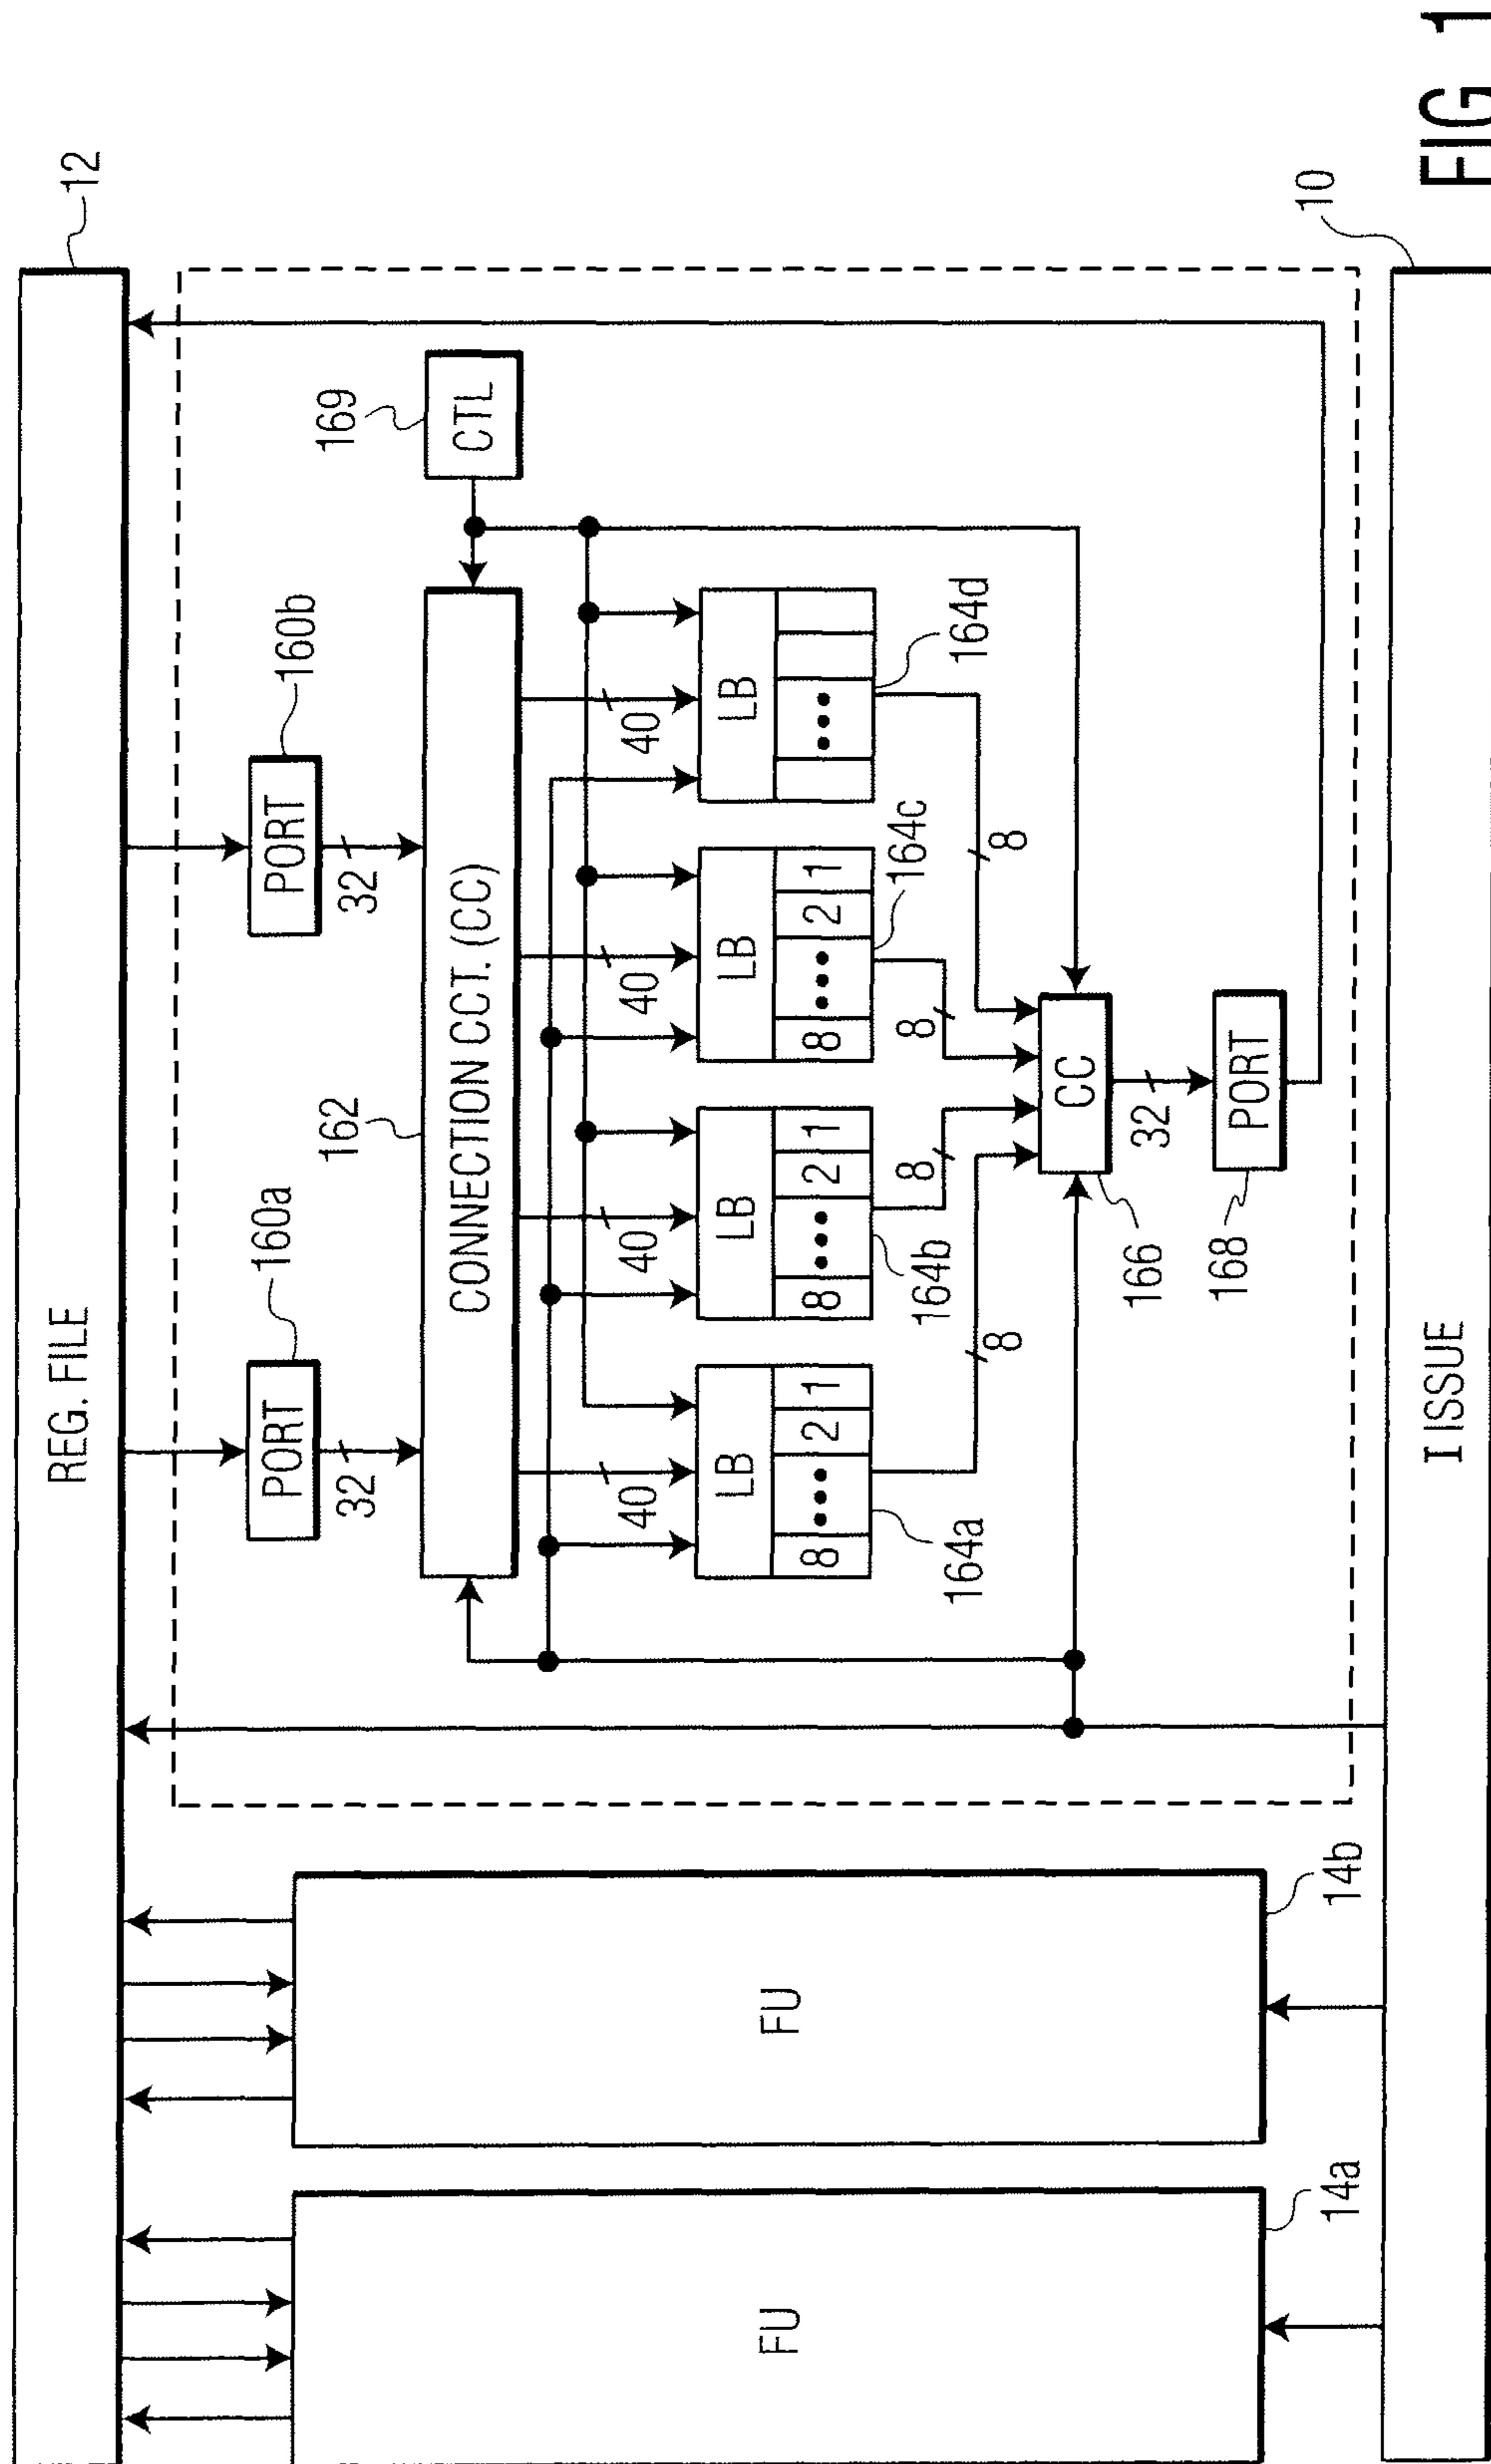 REG. FILE
12
PORT
160a
PORT
160b
32
32
162
169
CONNECTION CCT. (CC)
CTL
40
40
40
40
LB
LB
LB
LB
8
2
1
8
2
1
8
2
1
164a
164b
164c
164d
8
8
8
8
CC
166
32
PORT
168
FU
14a
FU
14b
I ISSUE
10
FIG. 1